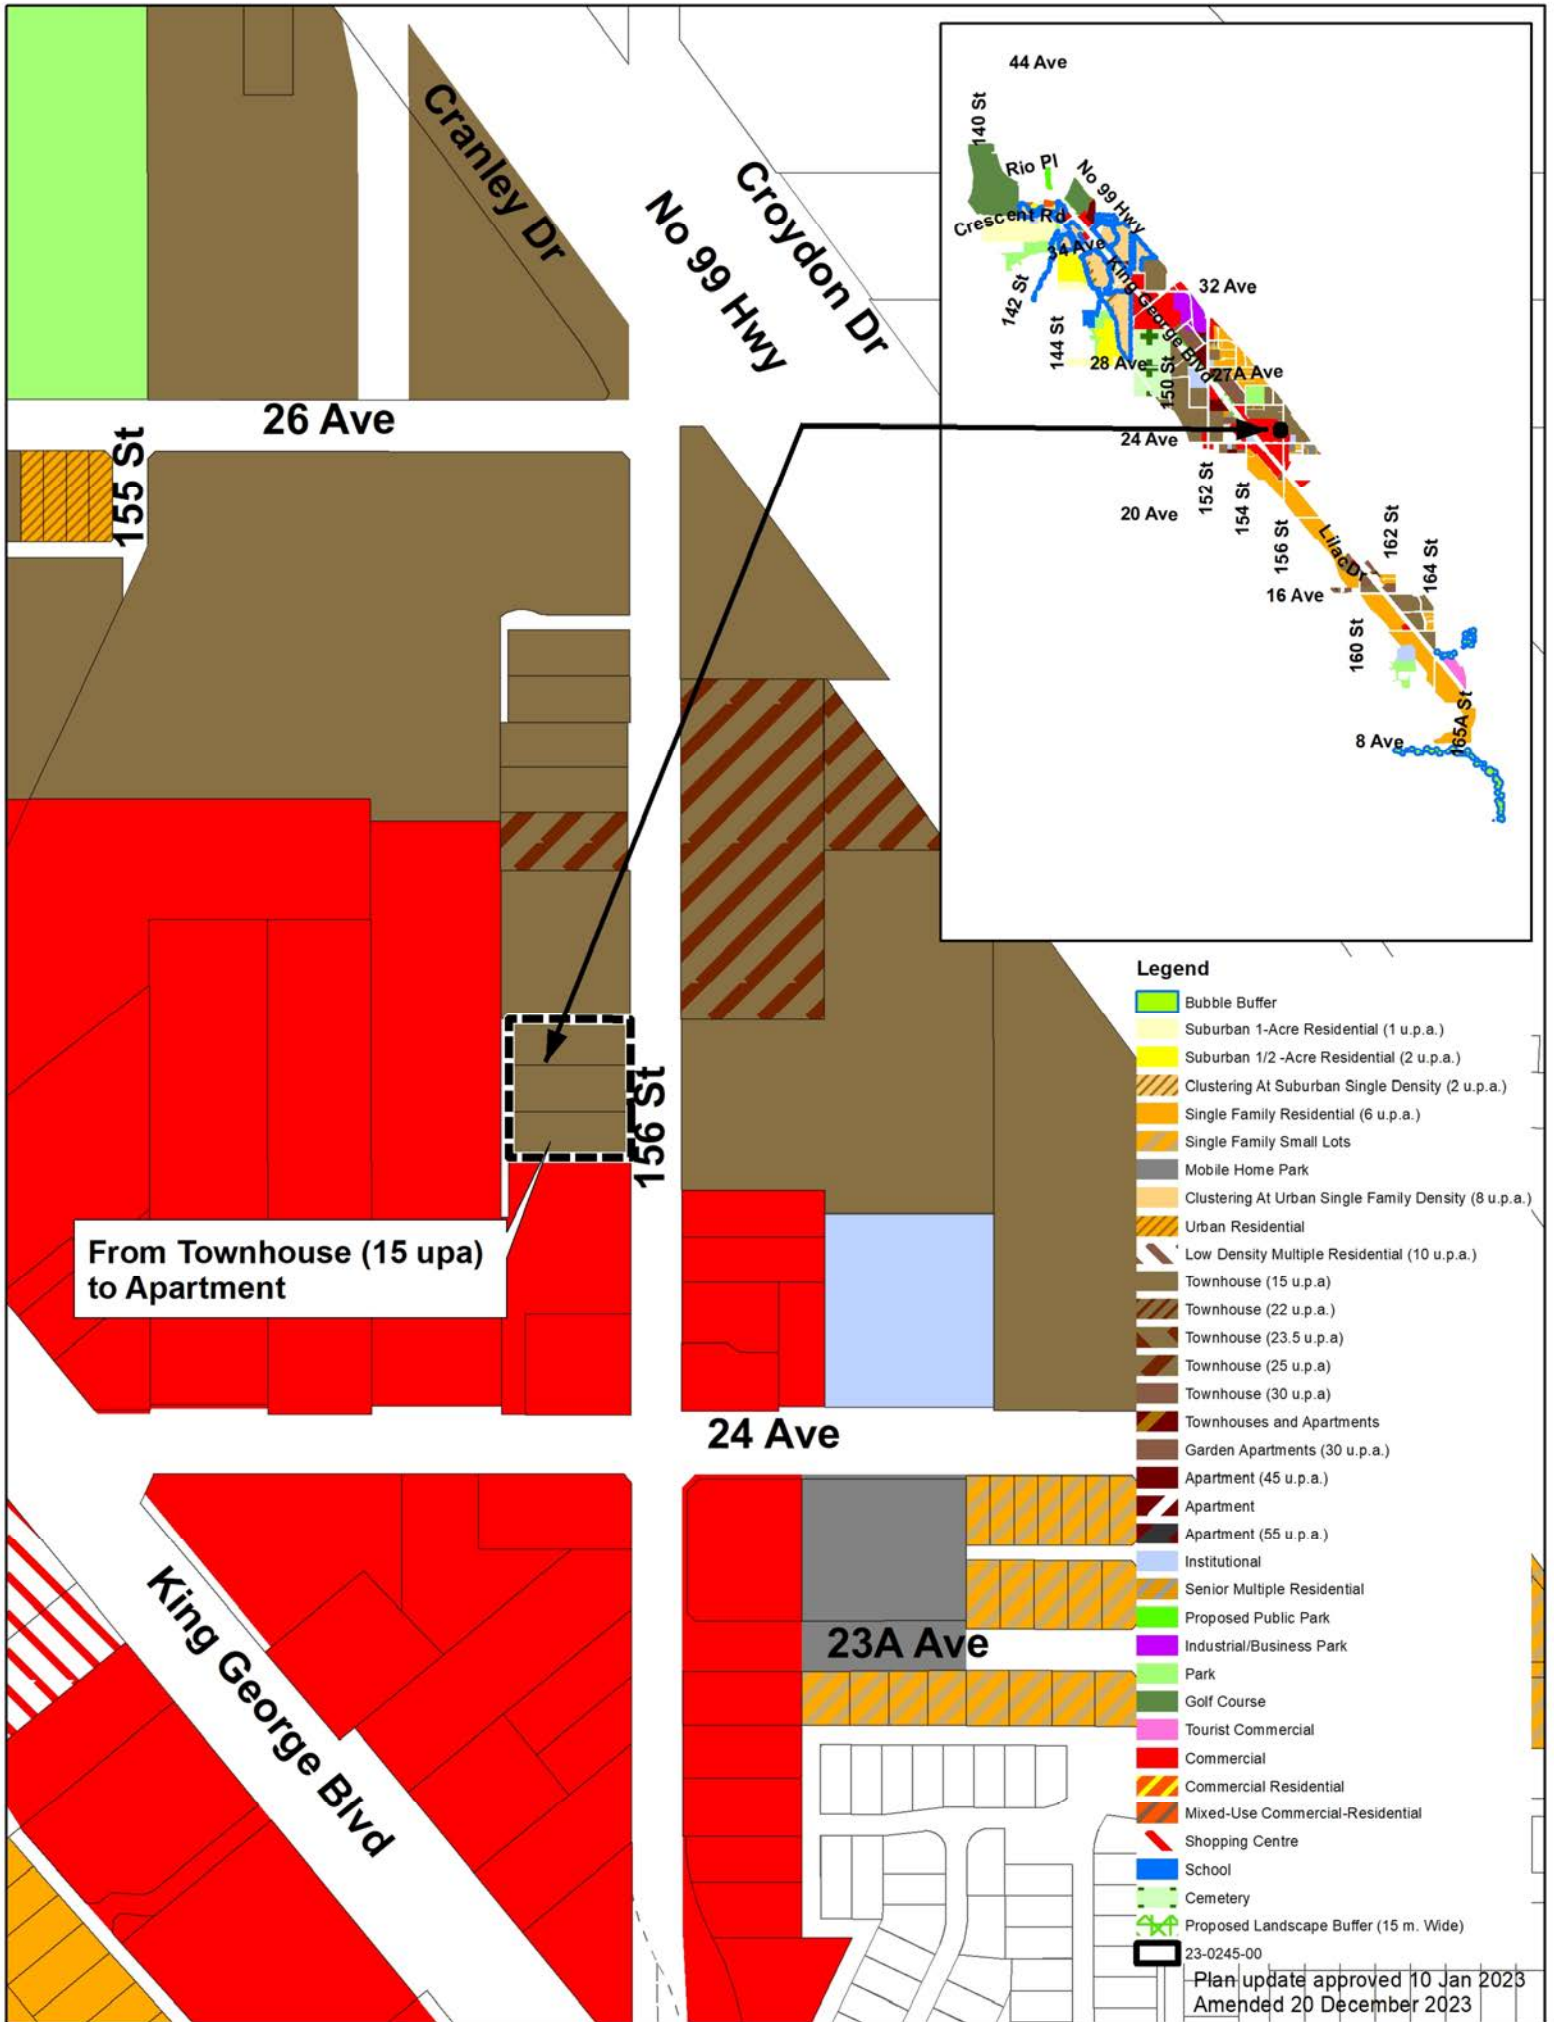 Cranley Dr
No 99 Hwy
Croydon Dr
26 Ave
155 St
156 St
From Townhouse (15 upa)
to Apartment
24 Ave
23A Ave
King George Blvd
44 Ave
140 St
Rio Pl
No 99 Hwy
Crescent Rd
34 Ave
King George Blvd
142 St
32 Ave
144 St
28 Ave
150 St
27A Ave
24 Ave
152 St
154 St
20 Ave
156 St
Lilac Dr
162 St
164 St
16 Ave
160 St
165A St
8 Ave
Legend
Bubble Buffer
Suburban 1-Acre Residential (1 u.p.a.)
Suburban 1/2 -Acre Residential (2 u.p.a.)
Clustering At Suburban Single Density (2 u.p.a.)
Single Family Residential (6 u.p.a.)
Single Family Small Lots
Mobile Home Park
Clustering At Urban Single Family Density (8 u.p.a.)
Urban Residential
Low Density Multiple Residential (10 u.p.a.)
Townhouse (15 u.p.a)
Townhouse (22 u.p.a.)
Townhouse (23.5 u.p.a)
Townhouse (25 u.p.a)
Townhouse (30 u.p.a)
Townhouses and Apartments
Garden Apartments (30 u.p.a.)
Apartment (45 u.p.a.)
Apartment
Apartment (55 u.p.a.)
Institutional
Senior Multiple Residential
Proposed Public Park
Industrial/Business Park
Park
Golf Course
Tourist Commercial
Commercial
Commercial Residential
Mixed-Use Commercial-Residential
Shopping Centre
School
Cemetery
Proposed Landscape Buffer (15 m. Wide)
23-0245-00
Plan update approved 10 Jan 2023
Amended 20 December 2023